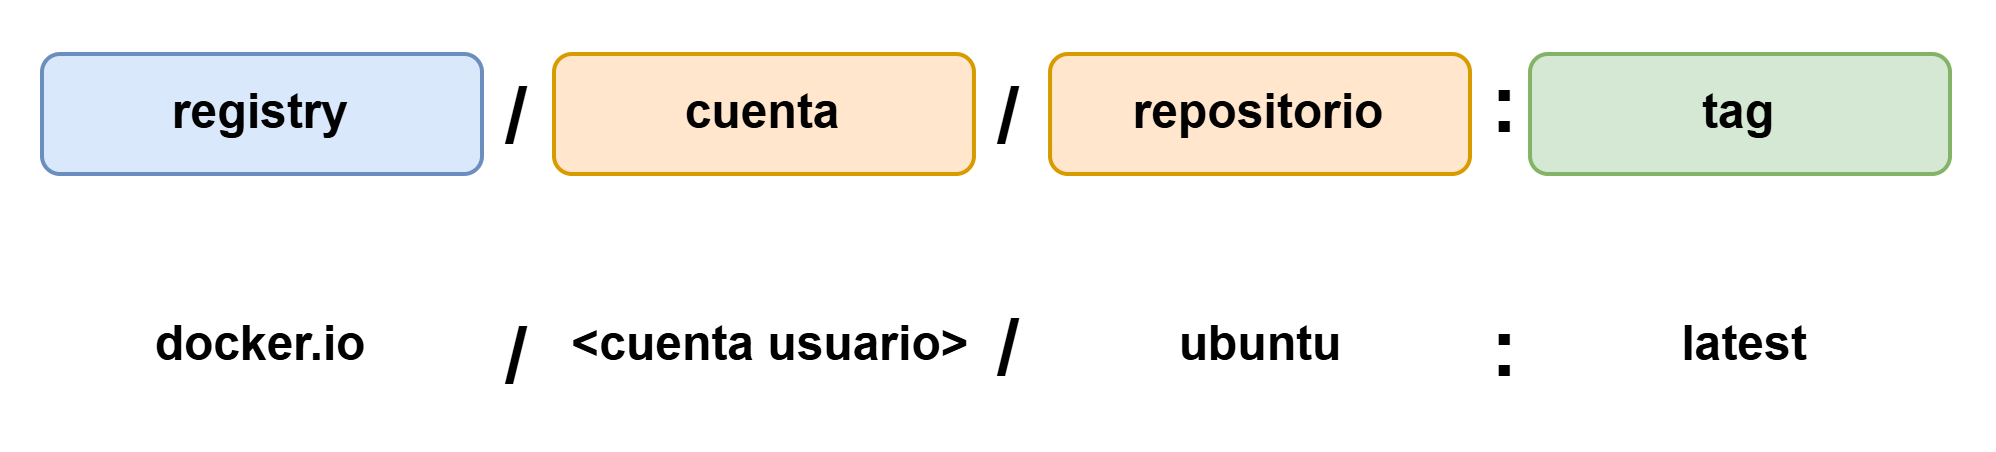 registry / cuenta / repositorio : tag
docker.io / <cuenta usuario> / ubuntu : latest